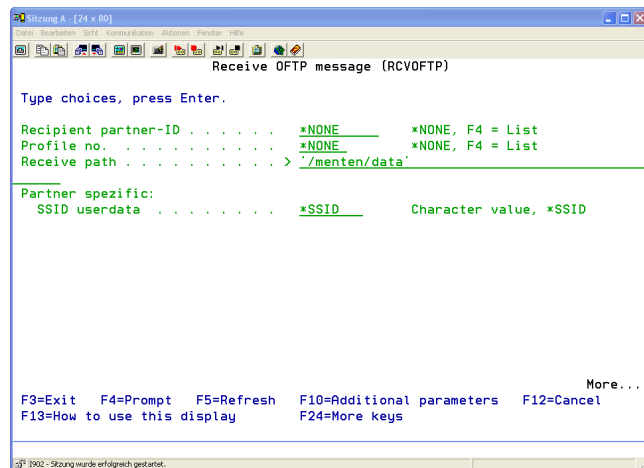 Sitzung A - [24 x 80]
Datei Bearbeiten Sicht Kommunikation Aktionen Fenster Hilfe
Receive OFTP message (RCVOFTP)
Type choices, press Enter.
Recipient partner-ID . . . . . . *NONE *NONE, F4 = List
Profile no. . . . . . . . . . . *NONE *NONE, F4 = List
Receive path . . . . . . . . . . > '/menten/data'
Partner spezific:
SSID userdata . . . . . . . . *SSID Character value, *SSID
More...
F3=Exit F4=Prompt F5=Refresh F10=Additional parameters F12=Cancel
F13=How to use this display F24=More keys
I902 - Sitzung wurde erfolgreich gestartet.